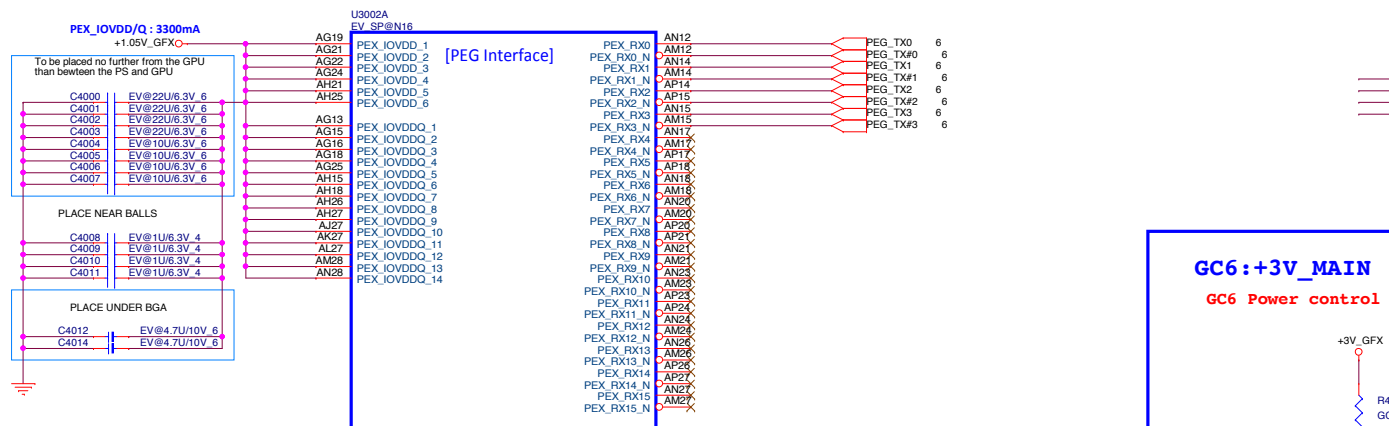 PEX_IOVDD/Q : 3300mA
+1.05V_GFX
To be placed no further from the GPU
than bewteen the PS and GPU
C4000 EV@22U/6.3V_6
C4001 EV@22U/6.3V_6
C4002 EV@22U/6.3V_6
C4003 EV@22U/6.3V_6
C4004 EV@10U/6.3V_6
C4005 EV@10U/6.3V_6
C4006 EV@10U/6.3V_6
C4007 EV@10U/6.3V_6
PLACE NEAR BALLS
C4008 EV@1U/6.3V_4
C4009 EV@1U/6.3V_4
C4010 EV@1U/6.3V_4
C4011 EV@1U/6.3V_4
PLACE UNDER BGA
C4012 EV@4.7U/10V_6
C4014 EV@4.7U/10V_6
U3002A
EV_SP@N16
[PEG Interface]
AG19 PEX_IOVDD_1
AG21 PEX_IOVDD_2
AG22 PEX_IOVDD_3
AG24 PEX_IOVDD_4
AH21 PEX_IOVDD_5
AH25 PEX_IOVDD_6
AG13 PEX_IOVDDQ_1
AG15 PEX_IOVDDQ_2
AG16 PEX_IOVDDQ_3
AG18 PEX_IOVDDQ_4
AG25 PEX_IOVDDQ_5
AH15 PEX_IOVDDQ_6
AH18 PEX_IOVDDQ_7
AH26 PEX_IOVDDQ_8
AH27 PEX_IOVDDQ_9
AJ27 PEX_IOVDDQ_10
AK27 PEX_IOVDDQ_11
AL27 PEX_IOVDDQ_12
AM28 PEX_IOVDDQ_13
AN28 PEX_IOVDDQ_14
PEX_RX0 AN12 PEG_TX0 6
PEX_RX0_N AM12 PEG_TX#0 6
PEX_RX1 AN14 PEG_TX1 6
PEX_RX1_N AM14 PEG_TX#1 6
PEX_RX2 AP14 PEG_TX2 6
PEX_RX2_N AP15 PEG_TX#2 6
PEX_RX3 AN15 PEG_TX3 6
PEX_RX3_N AM15 PEG_TX#3 6
PEX_RX4 AN17
PEX_RX4_N AM17
PEX_RX5 AP17
PEX_RX5_N AP18
PEX_RX6 AN18
PEX_RX6_N AM18
PEX_RX7 AN20
PEX_RX7_N AM20
PEX_RX8 AP20
PEX_RX8_N AP21
PEX_RX9 AN21
PEX_RX9_N AM21
PEX_RX10 AN23
PEX_RX10_N AM23
PEX_RX11 AP23
PEX_RX11_N AP24
PEX_RX12 AN24
PEX_RX12_N AM24
PEX_RX13 AN26
PEX_RX13_N AM26
PEX_RX14 AP26
PEX_RX14_N AP27
PEX_RX15 AN27
PEX_RX15_N AM27
GC6:+3V_MAIN
GC6 Power control
+3V_GFX